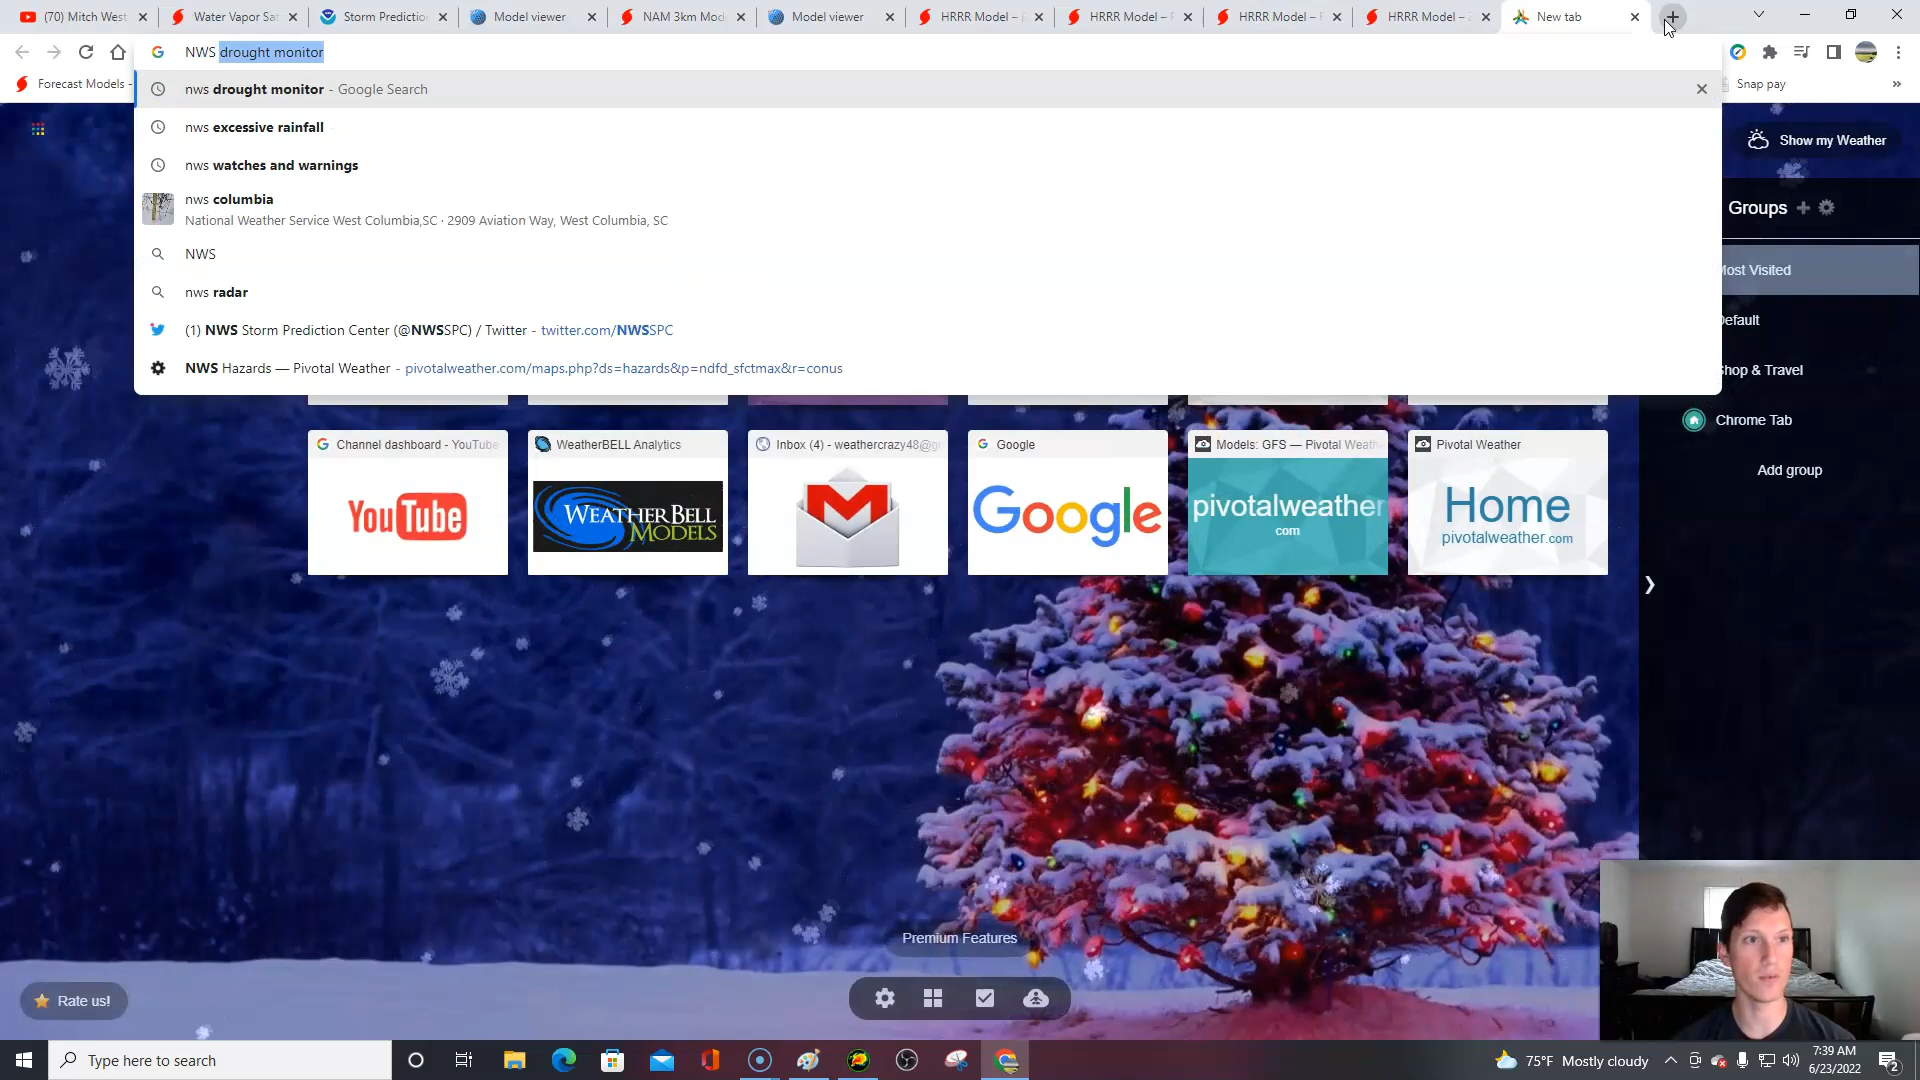 (70) Mitch West
Water Vapor Sat
Storm Predictio
Model viewer
NAM 3km Mod
Model viewer
HRRR Model –
HRRR Model –
HRRR Model –
HRRR Model –
New tab
NWS drought monitor
Forecast Models -
Snap pay
nws drought monitor - Google Search
nws excessive rainfall
nws watches and warnings
nws columbia
National Weather Service West Columbia,SC · 2909 Aviation Way, West Columbia, SC
NWS
nws radar
(1) NWS Storm Prediction Center (@NWSSPC) / Twitter - twitter.com/NWSSPC
NWS Hazards — Pivotal Weather - pivotalweather.com/maps.php?ds=hazards&p=ndfd_sfctmax&r=conus
Show my Weather
Groups
Most Visited
Default
Shop & Travel
Chrome Tab
Add group
Channel dashboard - YouTube
WeatherBELL Analytics
Inbox (4) - weathercrazy48@g
Google
Models: GFS — Pivotal Weath
Pivotal Weather
YouTube
WEATHERBELL
MODELS
Google
pivotalweather
com
Home
pivotalweather.com
Premium Features
Rate us!
Type here to search
75°F Mostly cloudy
7:39 AM
6/23/2022
2